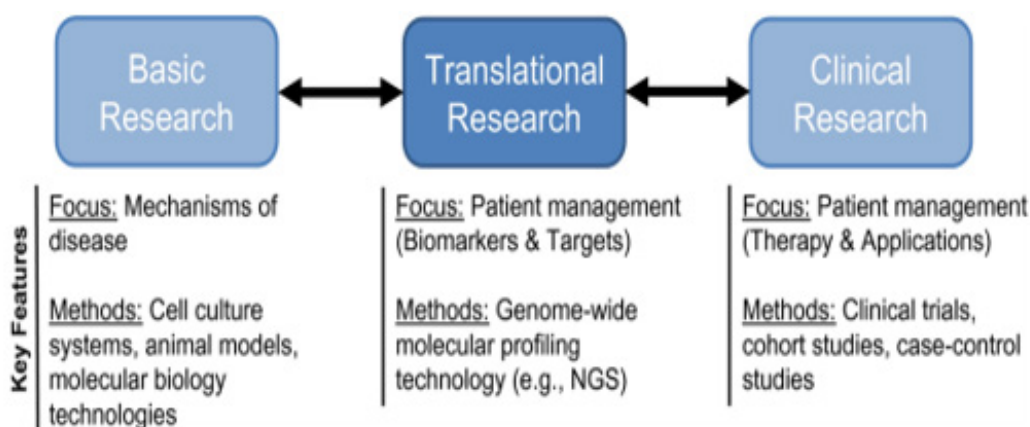 Basic
Research
Translational
Research
Clinical
Research
Key Features
Focus: Mechanisms of
disease
Methods: Cell culture
systems, animal models,
molecular biology
technologies
Focus: Patient management
(Biomarkers & Targets)
Methods: Genome-wide
molecular profiling
technology (e.g., NGS)
Focus: Patient management
(Therapy & Applications)
Methods: Clinical trials,
cohort studies, case-control
studies